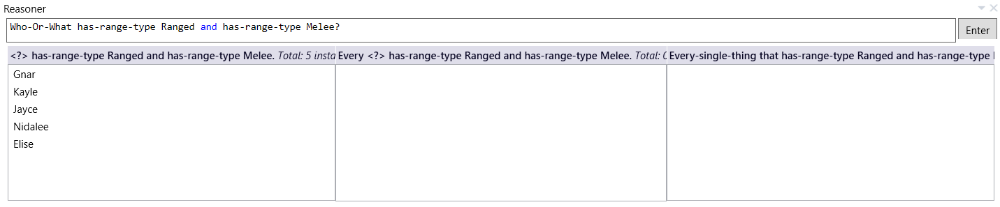 Reasoner
Who-Or-What has-range-type Ranged and has-range-type Melee?
Enter
<?> has-range-type Ranged and has-range-type Melee. Total: 5 insta
Every <?> has-range-type Ranged and has-range-type Melee. Total: 
Every-single-thing that has-range-type Ranged and has-range-type
Gnar
Kayle
Jayce
Nidalee
Elise